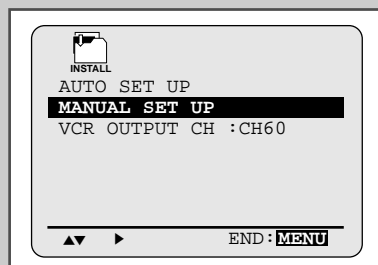 INSTALL
AUTO SET UP
MANUAL SET UP
VCR OUTPUT CH :CH60
▲▼ ▶ END:MENU